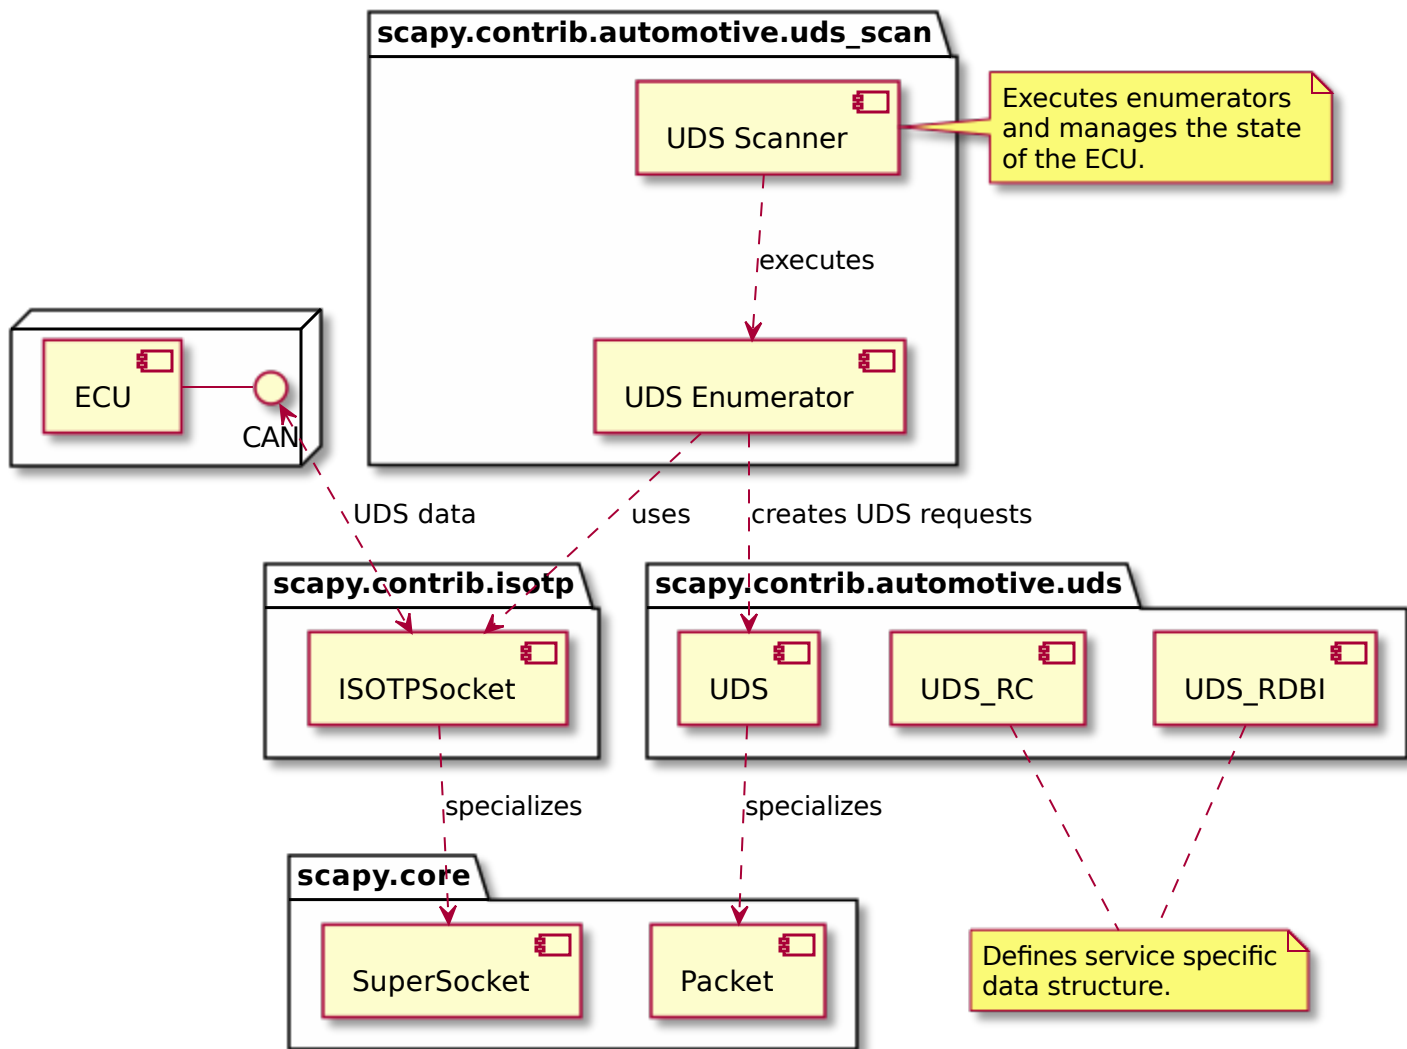 scapy.contrib.automotive.uds_scan
UDS Scanner
Executes enumerators
and manages the state
of the ECU.
executes
ECU
CAN
UDS Enumerator
UDS data
uses
creates UDS requests
scapy.contrib.isotp
scapy.contrib.automotive.uds
ISOTPSocket
UDS
UDS_RC
UDS_RDBI
specializes
specializes
scapy.core
SuperSocket
Packet
Defines service specific
data structure.